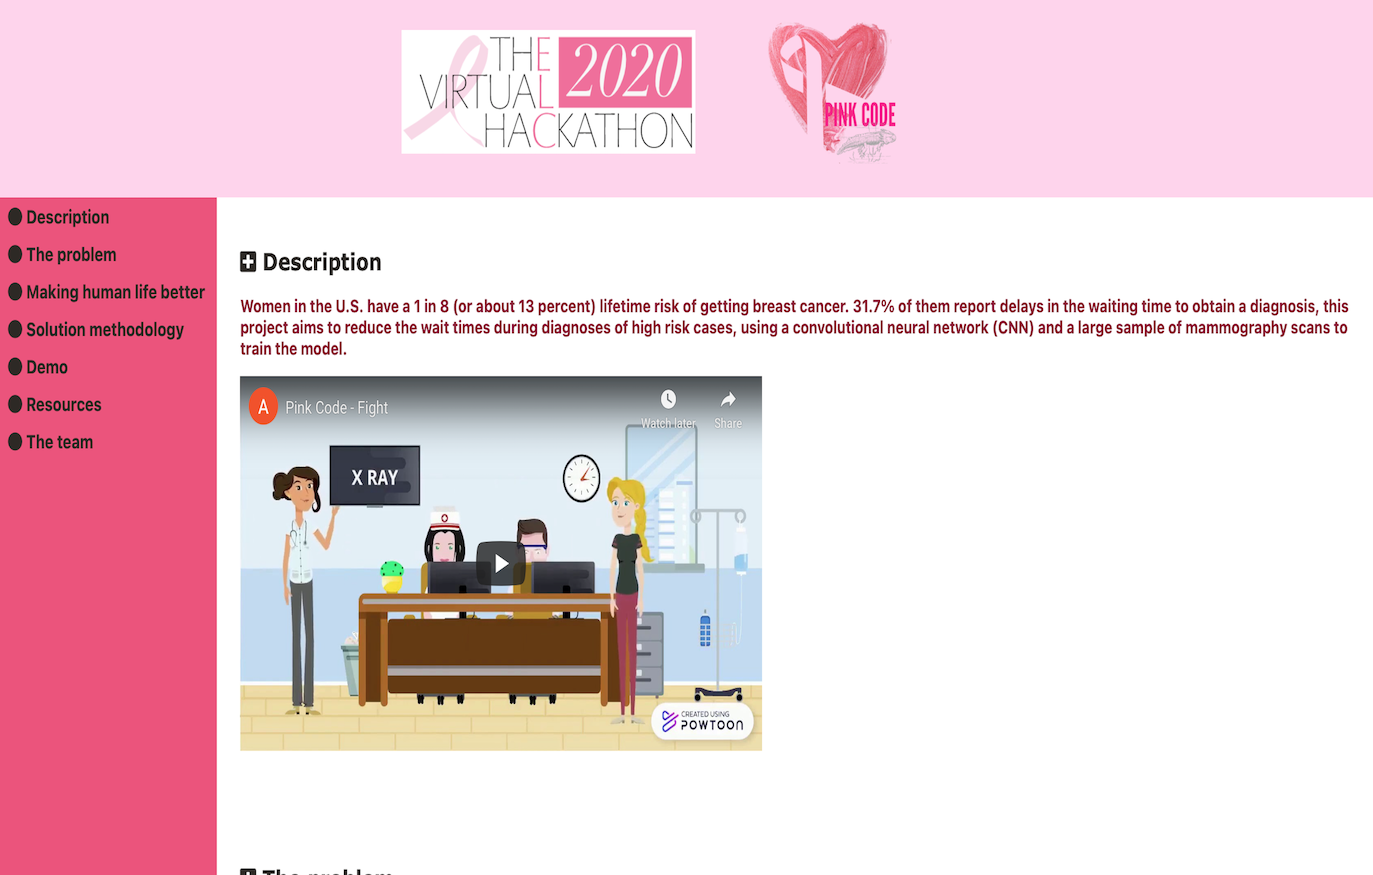 THE 2020
VIRTUAL
HACKATHON
PINK CODE
Description
The problem
Making human life better
Solution methodology
Demo
Resources
The team
Description
Women in the U.S. have a 1 in 8 (or about 13 percent) lifetime risk of getting breast cancer. 31.7% of them report delays in the waiting time to obtain a diagnosis, this
project aims to reduce the wait times during diagnoses of high risk cases, using a convolutional neural network (CNN) and a large sample of mammography scans to
train the model.
A Pink Code - Fight
Watch later
Share
X RAY
CREATED USING
POWTOON
The problem